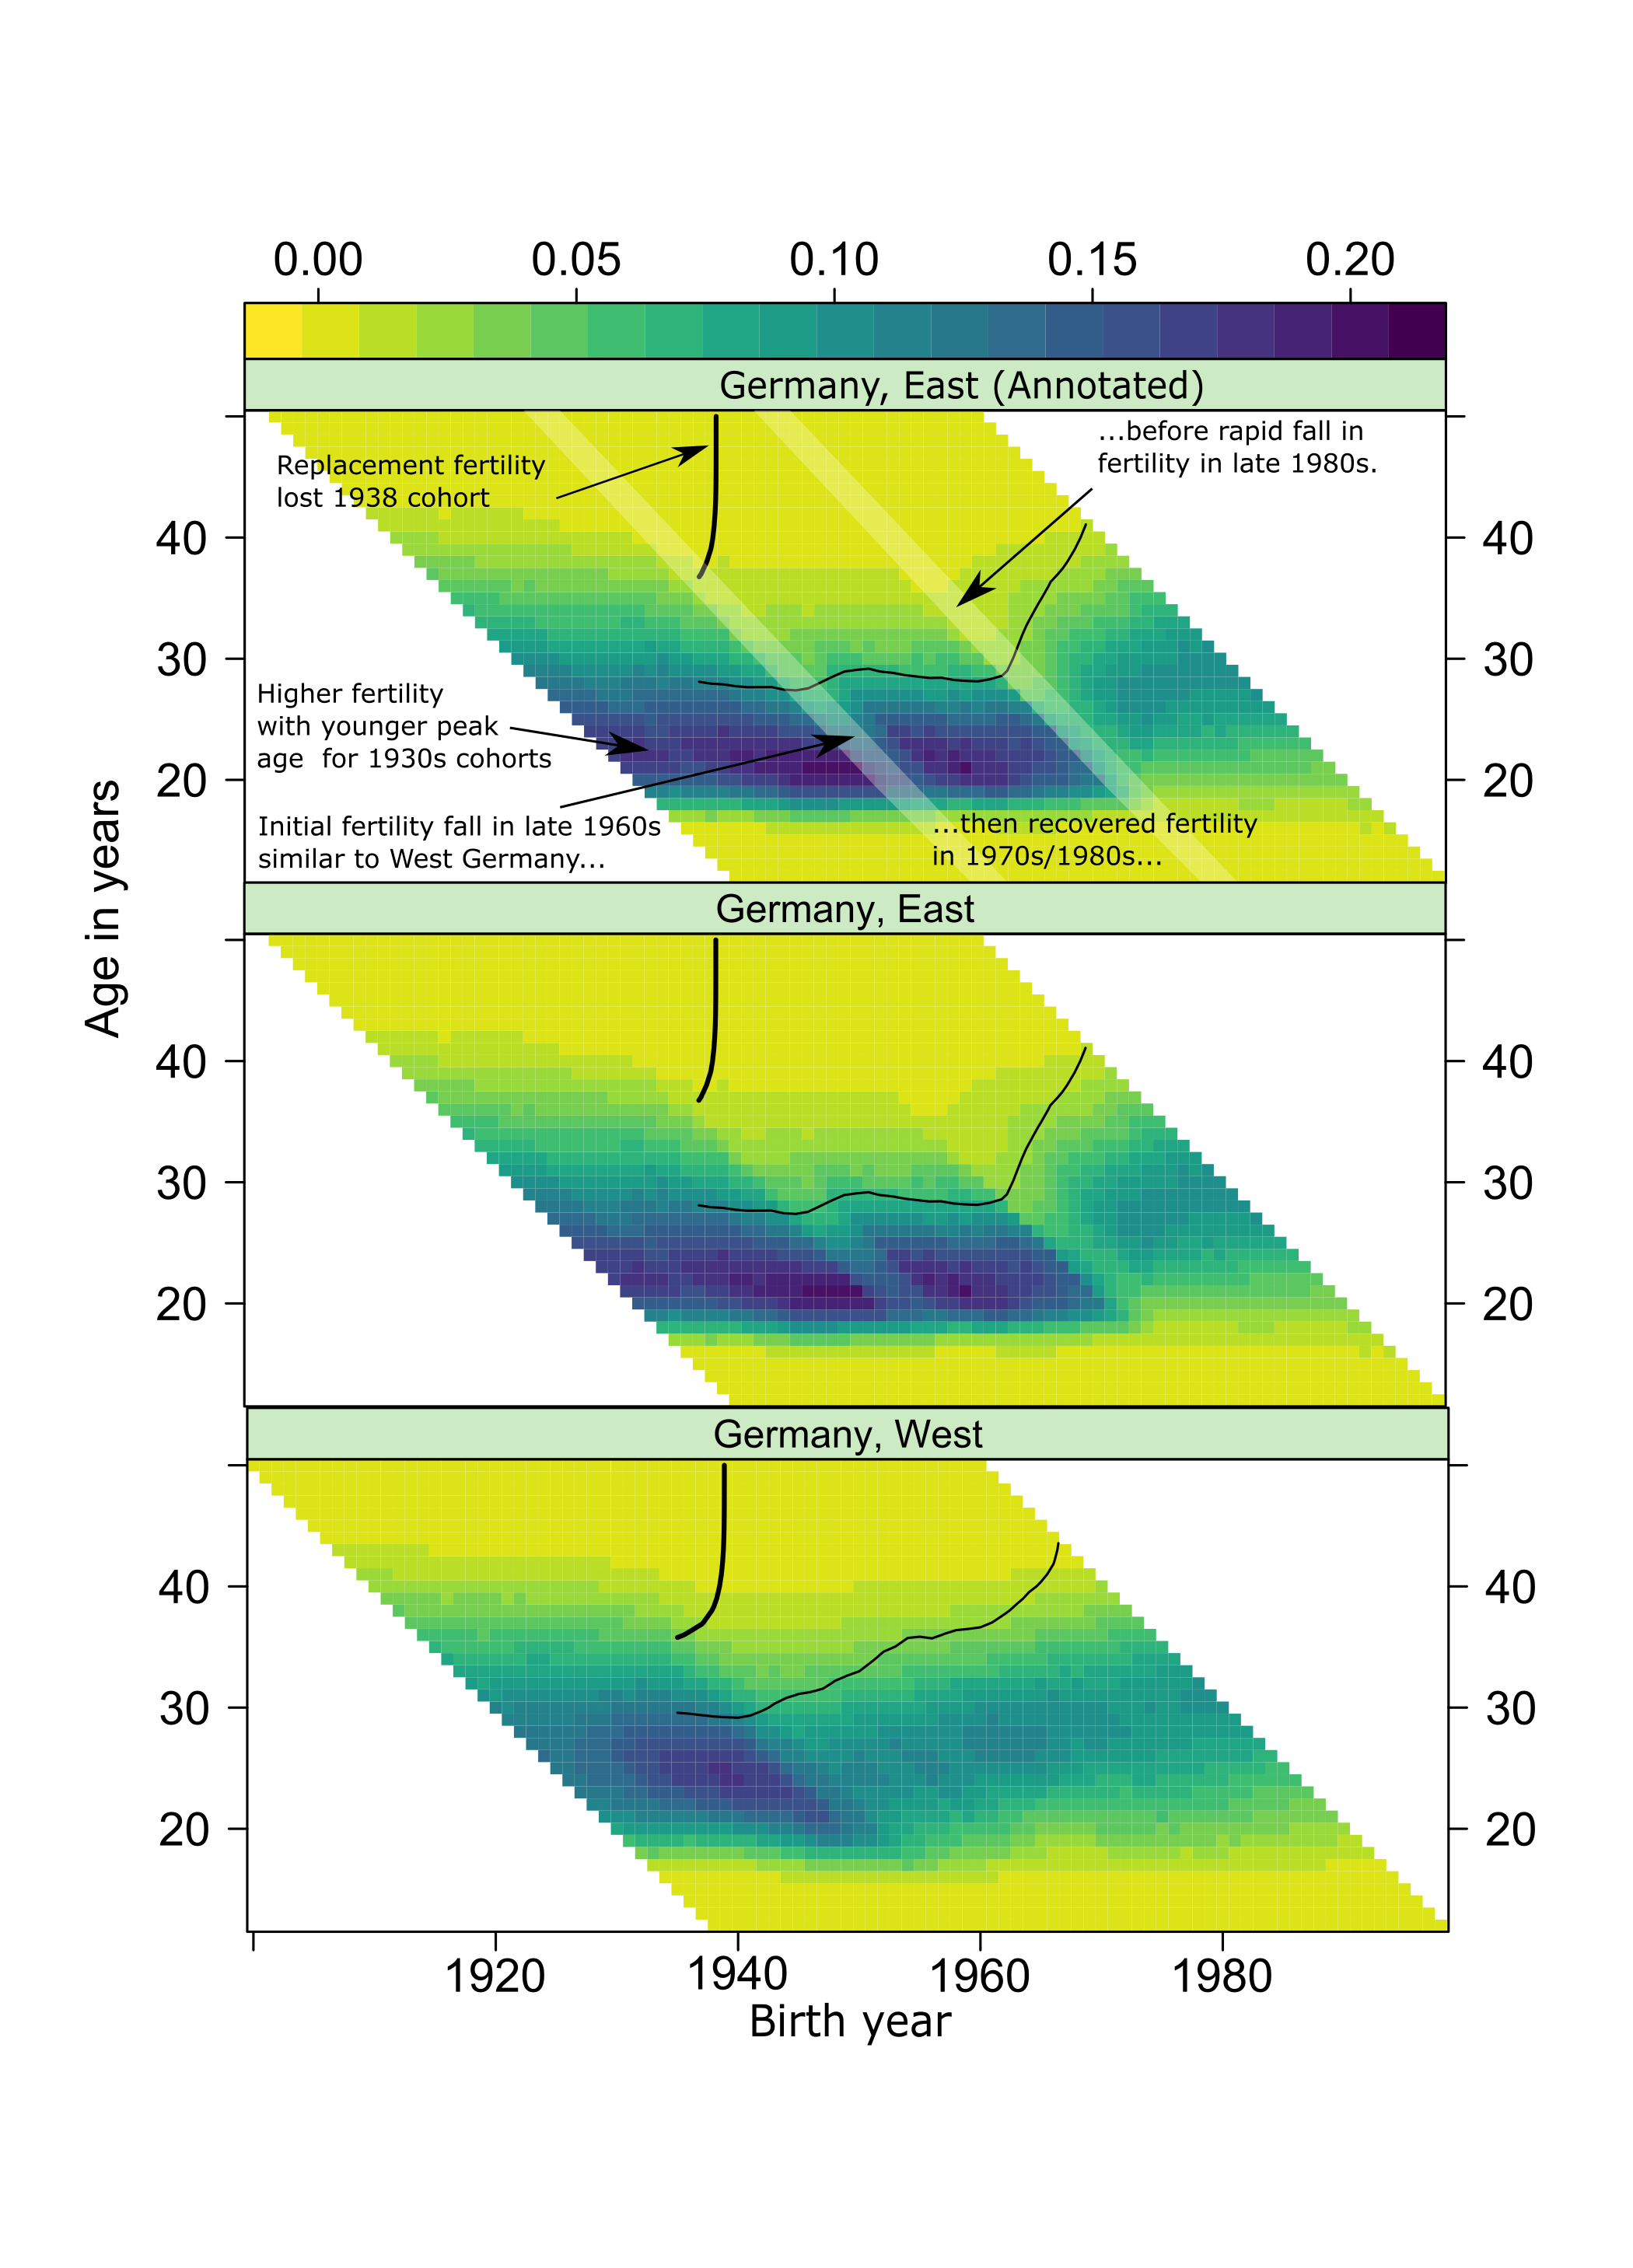 0.00 0.05 0.10 0.15 0.20
Germany, East (Annotated)
...before rapid fall in
fertility in late 1980s.
Replacement fertility
lost 1938 cohort
40 40
30 30
Higher fertility
with younger peak
age for 1930s cohorts
20 20
Initial fertility fall in late 1960s
similar to West Germany...
...then recovered fertility
in 1970s/1980s...
Age in years
Germany, East
40 40
30 30
20 20
Germany, West
40 40
30 30
20 20
1920 1940 1960 1980
Birth year